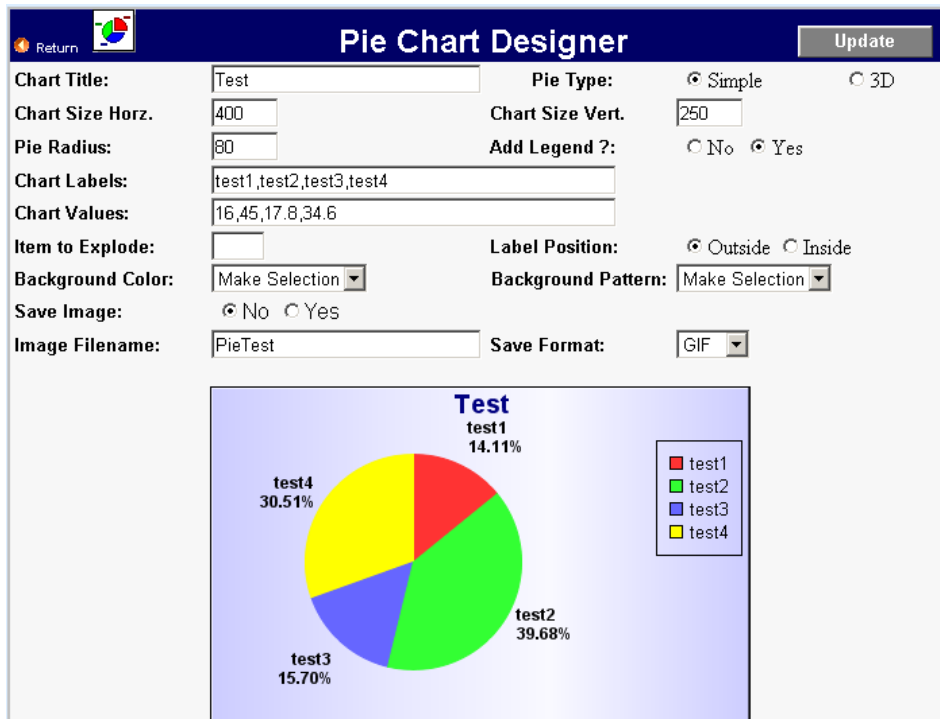 Return Pie Chart Designer Update
Chart Title: Test Pie Type: Simple 3D
Chart Size Horz. 400 Chart Size Vert. 250
Pie Radius: 80 Add Legend ?: No Yes
Chart Labels: test1,test2,test3,test4
Chart Values: 16,45,17.8,34.6
Item to Explode: Label Position: Outside Inside
Background Color: Make Selection Background Pattern: Make Selection
Save Image: No Yes
Image Filename: PieTest Save Format: GIF
Test
test1
14.11%
test4
30.51%
test2
39.68%
test3
15.70%
test1
test2
test3
test4